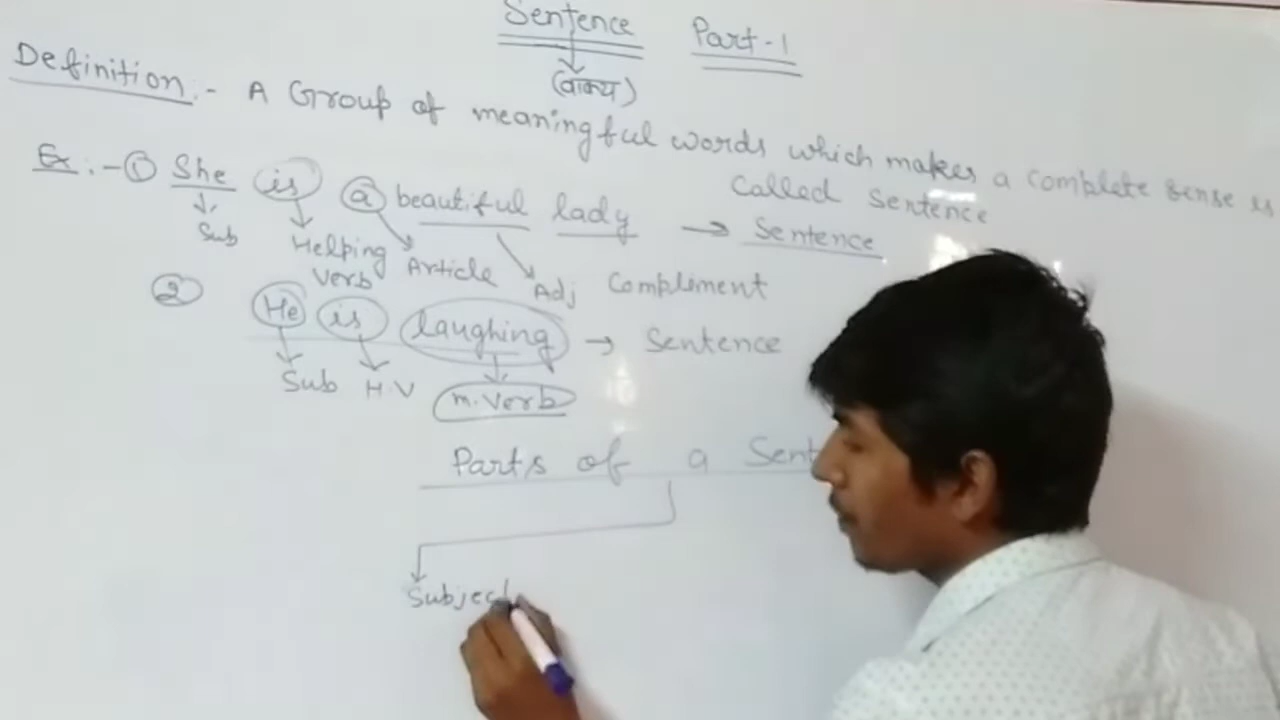 Sentence Part-1
(वाक्य)
Definition:- A Group of meaningful words which makes a complete sense is
called sentence
Ex:-① She is a beautiful lady → Sentence
Sub Helping Verb Article Adj Compliment
② He is laughing → Sentence
Sub H.V m.verb
Parts of a Sent
Subject